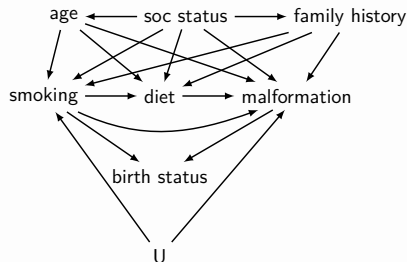 age soc status family history
smoking diet malformation
birth status
U